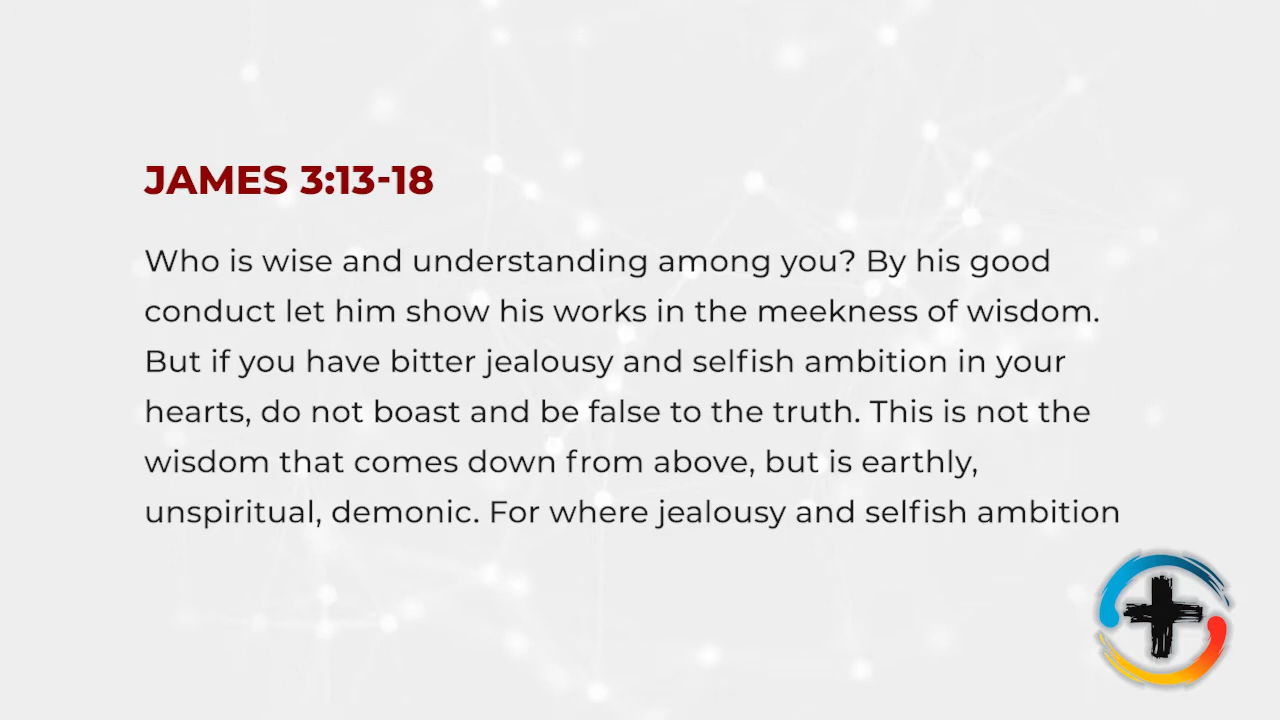 JAMES 3:13-18
Who is wise and understanding among you? By his good
conduct let him show his works in the meekness of wisdom.
But if you have bitter jealousy and selfish ambition in your
hearts, do not boast and be false to the truth. This is not the
wisdom that comes down from above, but is earthly,
unspiritual, demonic. For where jealousy and selfish ambition